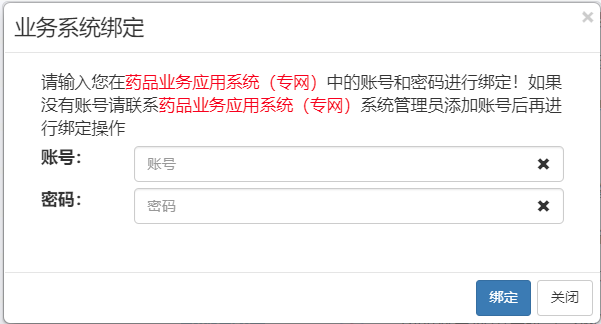 业务系统绑定
请输入您在药品业务应用系统（专网）中的账号和密码进行绑定！如果
没有账号请联系药品业务应用系统（专网）系统管理员添加账号后再进
行绑定操作
账号：
账号
密码：
密码
绑定
关闭